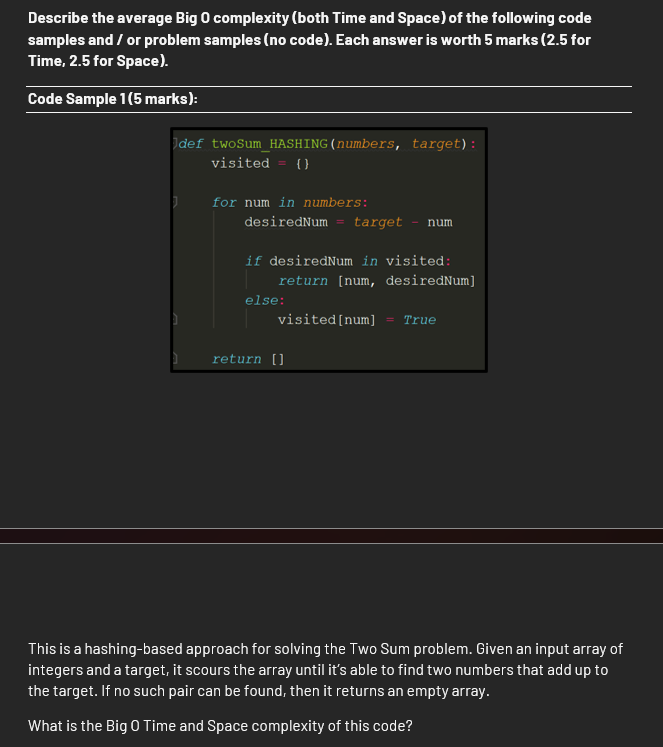 Describe the average Big O complexity (both Time and Space) of the following code
samples and / or problem samples (no code). Each answer is worth 5 marks (2.5 for
Time, 2.5 for Space).
Code Sample 1 (5 marks):
def twoSum_HASHING(numbers, target):
visited = {}
for num in numbers:
desiredNum = target - num
if desiredNum in visited:
return [num, desiredNum]
else:
visited[num] = True
return []
This is a hashing-based approach for solving the Two Sum problem. Given an input array of
integers and a target, it scours the array until it's able to find two numbers that add up to
the target. If no such pair can be found, then it returns an empty array.
What is the Big O Time and Space complexity of this code?